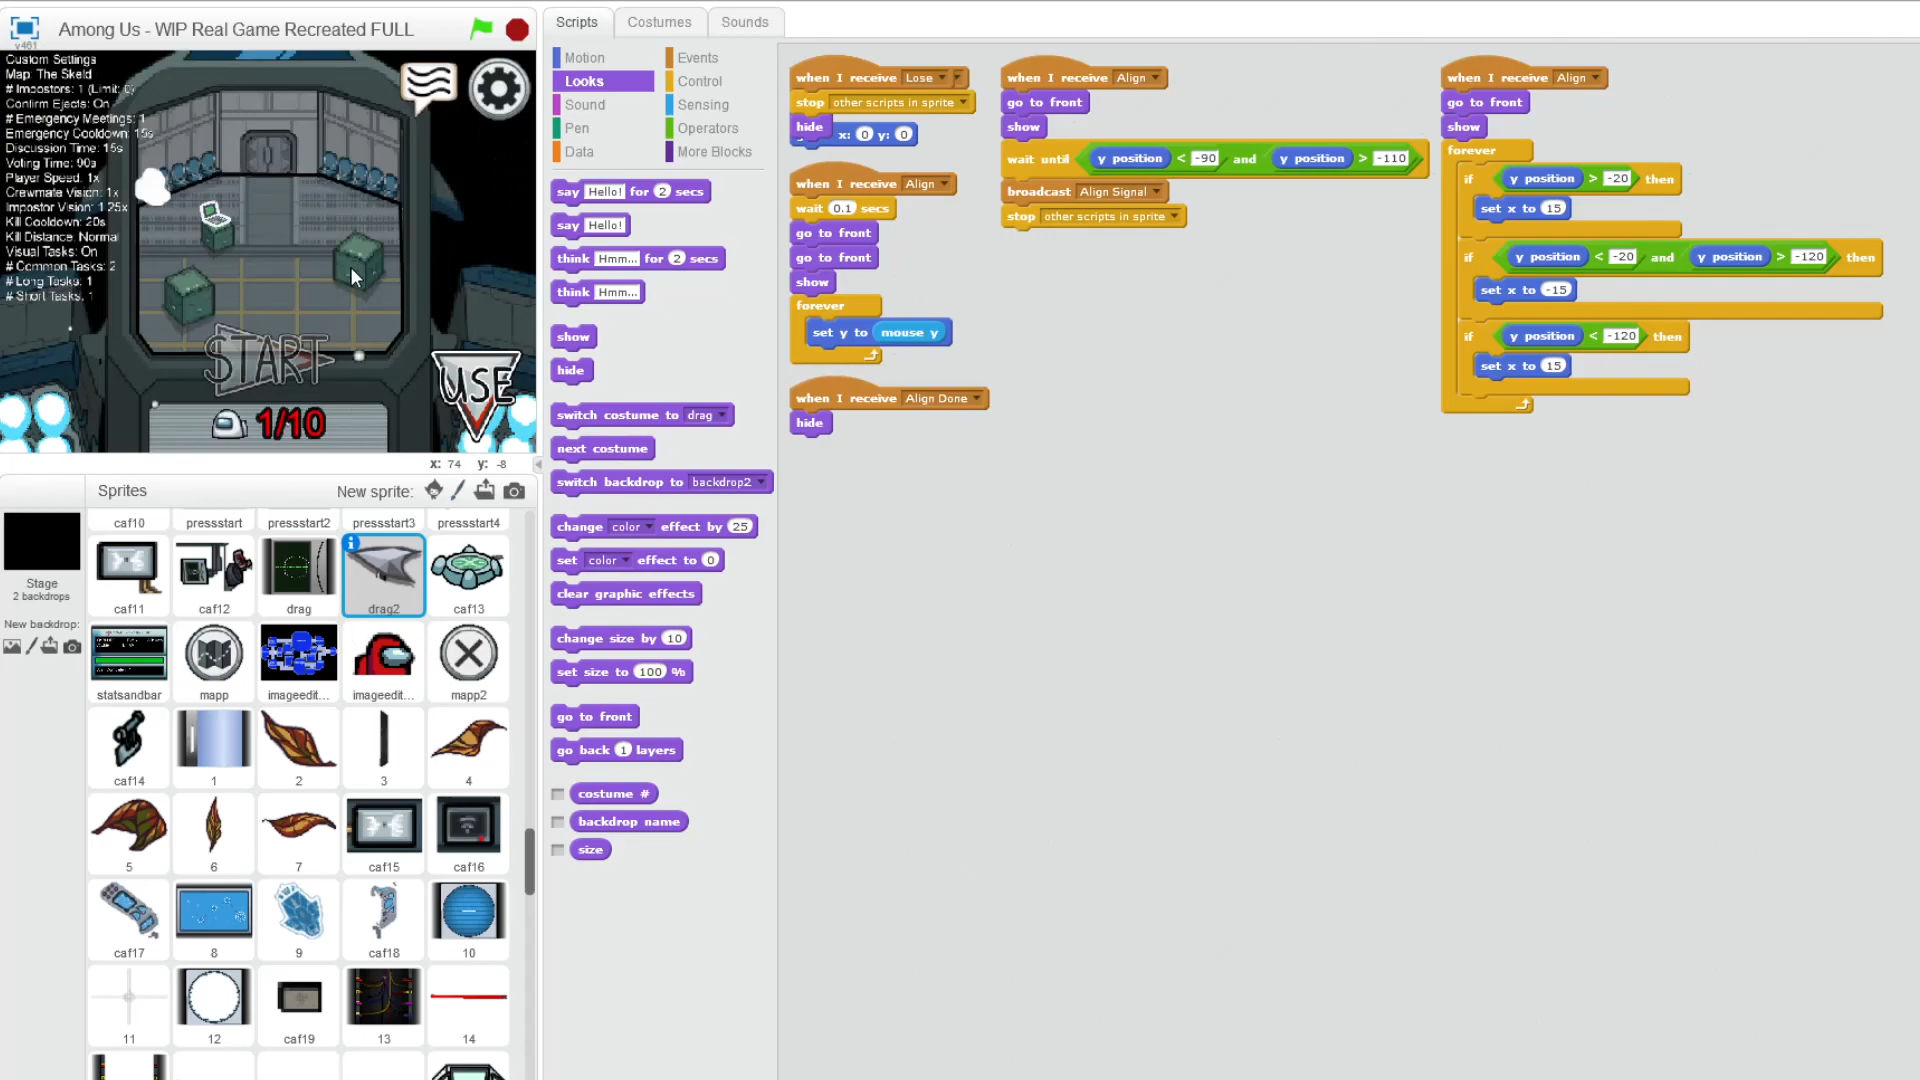 Among Us - WIP Real Game Recreated FULL
v461
Custom Settings
Map: The Skeld
# Impostors: 1 (Limit: 0)
Confirm Ejects: On
# Emergency Meetings: 1
Emergency Cooldown: 15s
Discussion Time: 15s
Voting Time: 90s
Player Speed: 1x
Crewmate Vision: 1x
Impostor Vision: 1.25x
Kill Cooldown: 20s
Kill Distance: Normal
Visual Tasks: On
# Common Tasks: 2
# Long Tasks: 1
# Short Tasks: 1
START
USE
1/10
x: 74 y: -8
Sprites
New sprite:
Stage
2 backdrops
New backdrop:
caf10 pressstart pressstart2 pressstart3 pressstart4
caf11 caf12 drag drag2 caf13
statsandbar mapp imageedit... imageedit... mapp2
caf14 1 2 3 4
5 6 7 caf15 caf16
caf17 8 9 caf18 10
11 12 caf19 13 14
Scripts Costumes Sounds
Motion Events
Looks Control
Sound Sensing
Pen Operators
Data More Blocks
say Hello! for 2 secs
say Hello!
think Hmm... for 2 secs
think Hmm...
show
hide
switch costume to drag
next costume
switch backdrop to backdrop2
change color effect by 25
set color effect to 0
clear graphic effects
change size by 10
set size to 100 %
go to front
go back 1 layers
costume #
backdrop name
size
when I receive Lose
stop other scripts in sprite
hide
x: 0 y: 0
when I receive Align
wait 0.1 secs
go to front
go to front
show
forever
set y to mouse y
when I receive Align Done
hide
when I receive Align
go to front
show
wait until y position < -90 and y position > -110
broadcast Align Signal
stop other scripts in sprite
when I receive Align
go to front
show
forever
if y position > -20 then
set x to 15
if y position < -20 and y position > -120 then
set x to -15
if y position < -120 then
set x to 15